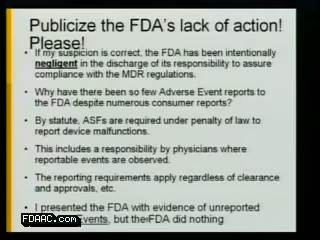 Publicize the FDA's lack of action!
Please!
• If my suspicion is correct, the FDA has been intentionally
negligent in the discharge of its responsibility to assure
compliance with the MDR regulations.
• Why have there been so few Adverse Event reports to
the FDA despite numerous consumer reports?
• By statute, ASFs are required under penalty of law to
report device malfunctions.
• This includes a responsibility by physicians where
reportable events are observed.
• The reporting requirements apply regardless of clearance
and approvals, etc.
• I presented the FDA with evidence of unreported
Events, but the FDA did nothing
FDAAC.com